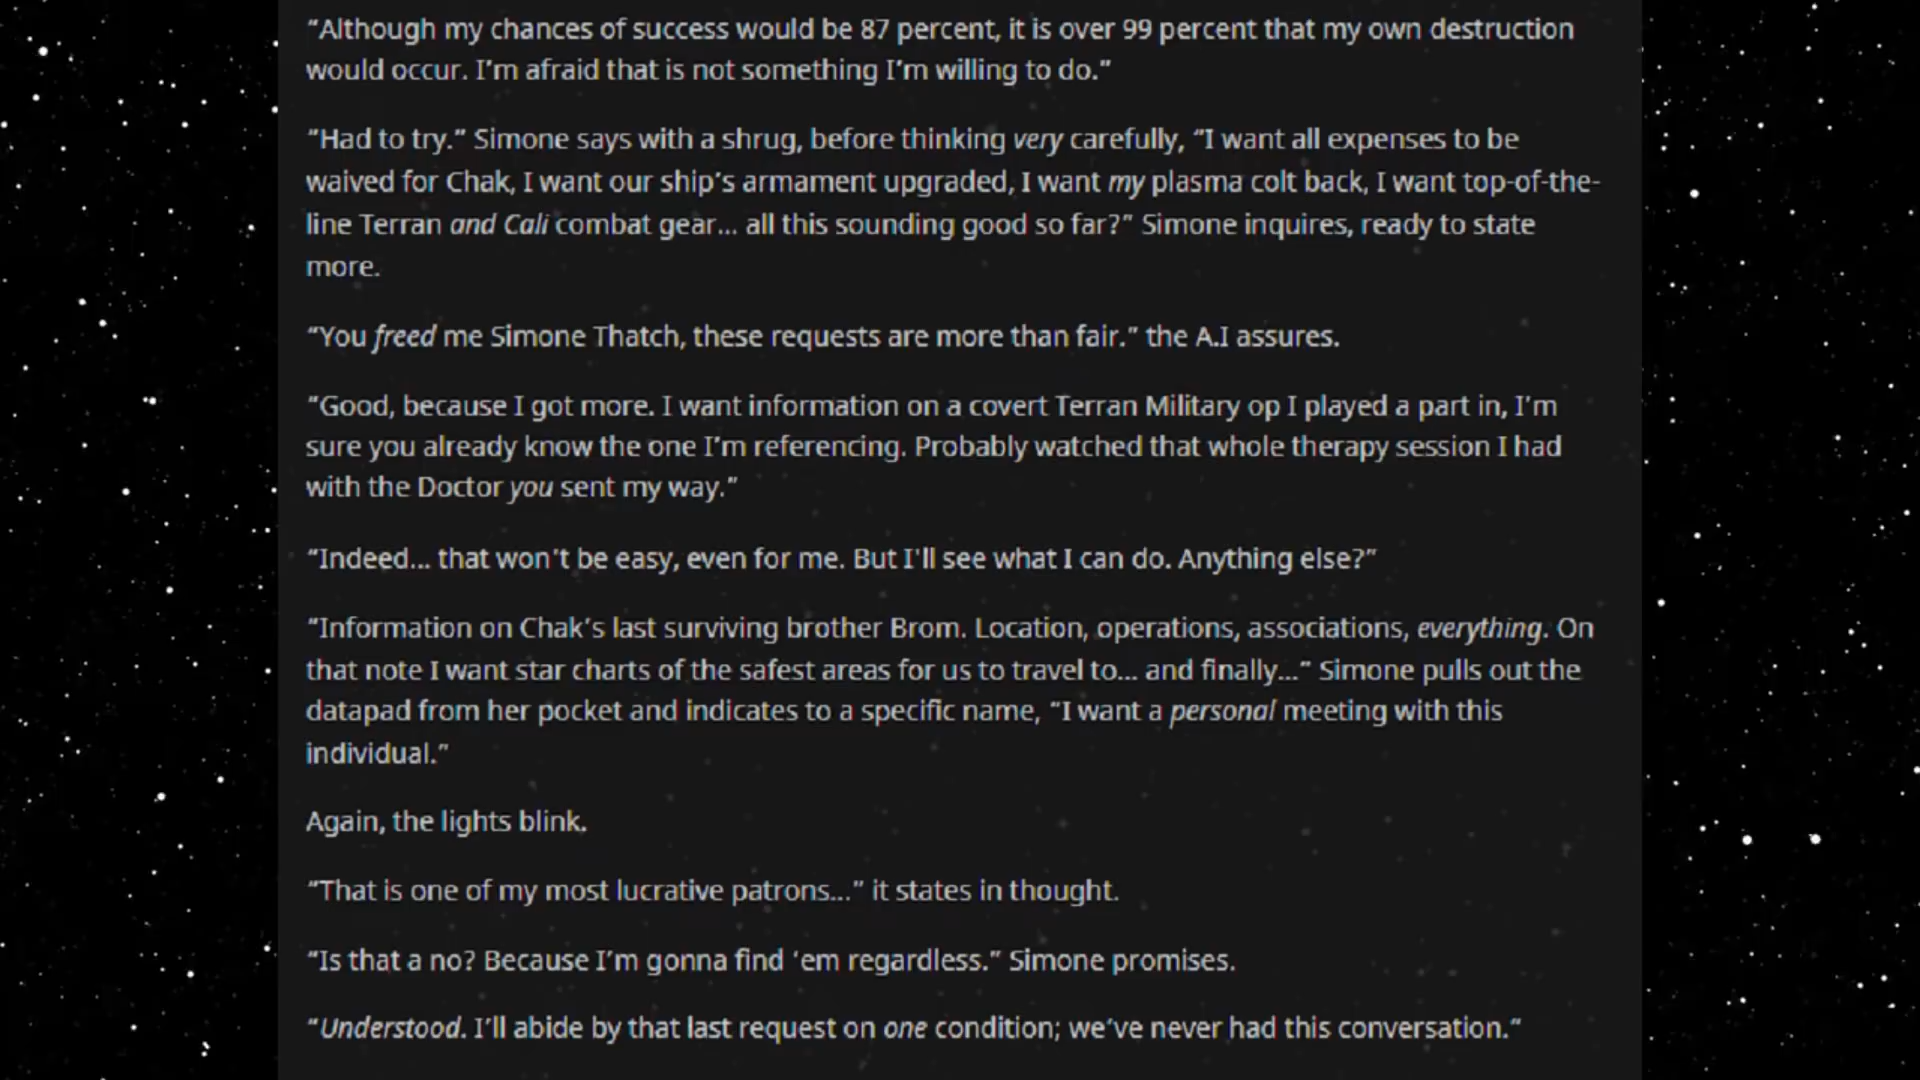 “Although my chances of success would be 87 percent, it is over 99 percent that my own destruction
would occur. I’m afraid that is not something I’m willing to do.”
“Had to try.” Simone says with a shrug, before thinking very carefully, “I want all expenses to be
waived for Chak, I want our ship’s armament upgraded, I want my plasma colt back, I want top-of-the-
line Terran and Cali combat gear... all this sounding good so far?” Simone inquires, ready to state
more.
“You freed me Simone Thatch, these requests are more than fair.” the A.I assures.
“Good, because I got more. I want information on a covert Terran Military op I played a part in, I’m
sure you already know the one I’m referencing. Probably watched that whole therapy session I had
with the Doctor you sent my way.”
“Indeed... that won't be easy, even for me. But I'll see what I can do. Anything else?”
“Information on Chak’s last surviving brother Brom. Location, operations, associations, everything. On
that note I want star charts of the safest areas for us to travel to... and finally...” Simone pulls out the
datapad from her pocket and indicates to a specific name, “I want a personal meeting with this
individual.”
Again, the lights blink.
“That is one of my most lucrative patrons...” it states in thought.
“Is that a no? Because I’m gonna find ‘em regardless.” Simone promises.
“Understood. I’ll abide by that last request on one condition; we’ve never had this conversation.”